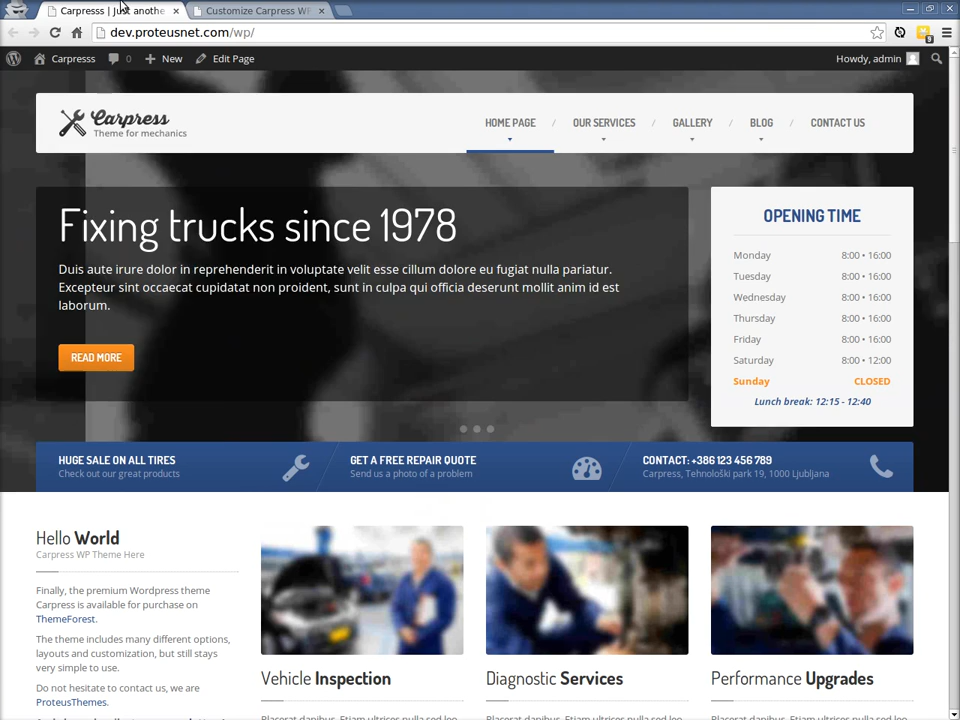 Carpresss | Just anothe
Customize Carpress WP
dev.proteusnet.com/wp/
9
Carpresss
0
New
Edit Page
Howdy, admin
Carpress
Theme for mechanics
HOME PAGE / OUR SERVICES / GALLERY / BLOG / CONTACT US
Fixing trucks since 1978
Duis aute irure dolor in reprehenderit in voluptate velit esse cillum dolore eu fugiat nulla pariatur.
Excepteur sint occaecat cupidatat non proident, sunt in culpa qui officia deserunt mollit anim id est
laborum.
READ MORE
OPENING TIME
Monday 8:00 • 16:00
Tuesday 8:00 • 16:00
Wednesday 8:00 • 16:00
Thursday 8:00 • 16:00
Friday 8:00 • 16:00
Saturday 8:00 • 12:00
Sunday CLOSED
Lunch break: 12:15 - 12:40
HUGE SALE ON ALL TIRES
Check out our great products
GET A FREE REPAIR QUOTE
Send us a photo of a problem
CONTACT: +386 123 456 789
Carpress, Tehnološki park 19, 1000 Ljubljana
Hello World
Carpress WP Theme Here
Finally, the premium Wordpress theme
Carpress is available for purchase on
ThemeForest.
The theme includes many different options,
layouts and customization, but still stays
very simple to use.
Do not hesitate to contact us, we are
ProteusThemes.
Vehicle Inspection
Diagnostic Services
Performance Upgrades